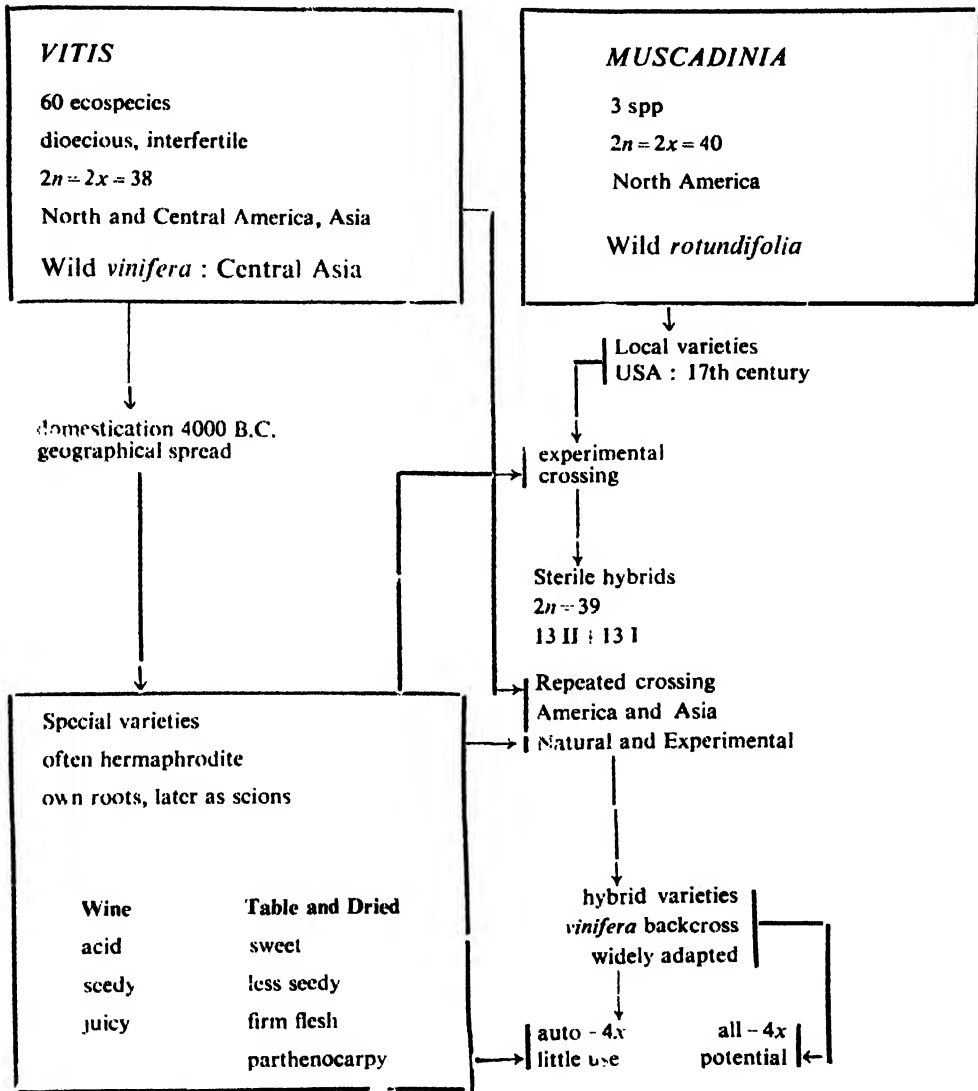 VITIS
60 ecospecies
dioecious, interfertile
2n = 2x = 38
North and Central America, Asia
Wild vinifera : Central Asia
MUSCADINIA
3 spp
2n = 2x = 40
North America
Wild rotundifolia
Local varieties
USA : 17th century
domestication 4000 B.C.
geographical spread
experimental
crossing
Sterile hybrids
2n = 39
13 II + 13 I
Repeated crossing
America and Asia
Natural and Experimental
Special varieties
often hermaphrodite
own roots, later as scions
Wine Table and Dried
acid sweet
seedy less seedy
juicy firm flesh
parthenocarpy
hybrid varieties
vinifera backcross
widely adapted
auto - 4x
little use
all - 4x
potential